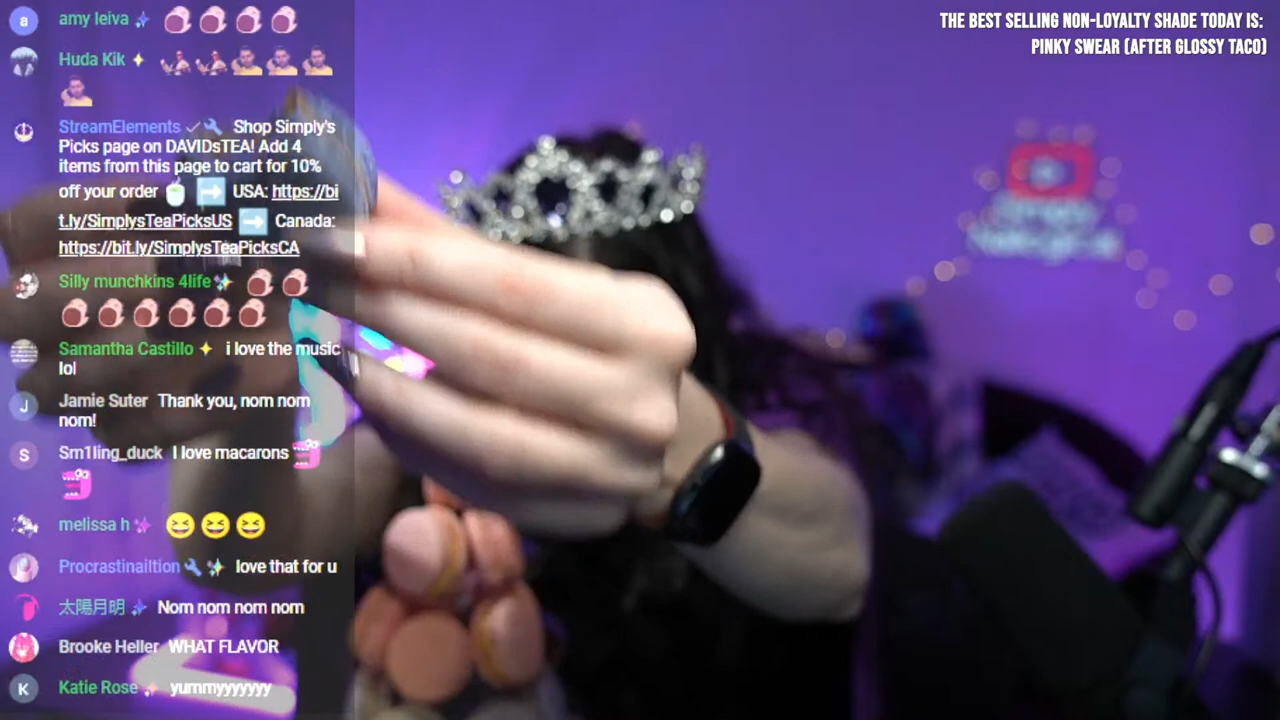 THE BEST SELLING NON-LOYALTY SHADE TODAY IS:
PINKY SWEAR (AFTER GLOSSY TACO)
a amy leiva
Huda Kik
StreamElements Shop Simply's
Picks page on DAVIDsTEA! Add 4
items from this page to cart for 10%
off your order USA: https://bi
t.ly/SimplysTeaPicksUS Canada:
https://bit.ly/SimplysTeaPicksCA
Silly munchkins 4life
Samantha Castillo i love the music
lol
J Jamie Suter Thank you, nom nom
nom!
S Sm1ling_duck I love macarons
melissa h
Procrastinailtion love that for u
太陽月明 Nom nom nom nom
Brooke Heller WHAT FLAVOR
K Katie Rose yummyyyyyyy